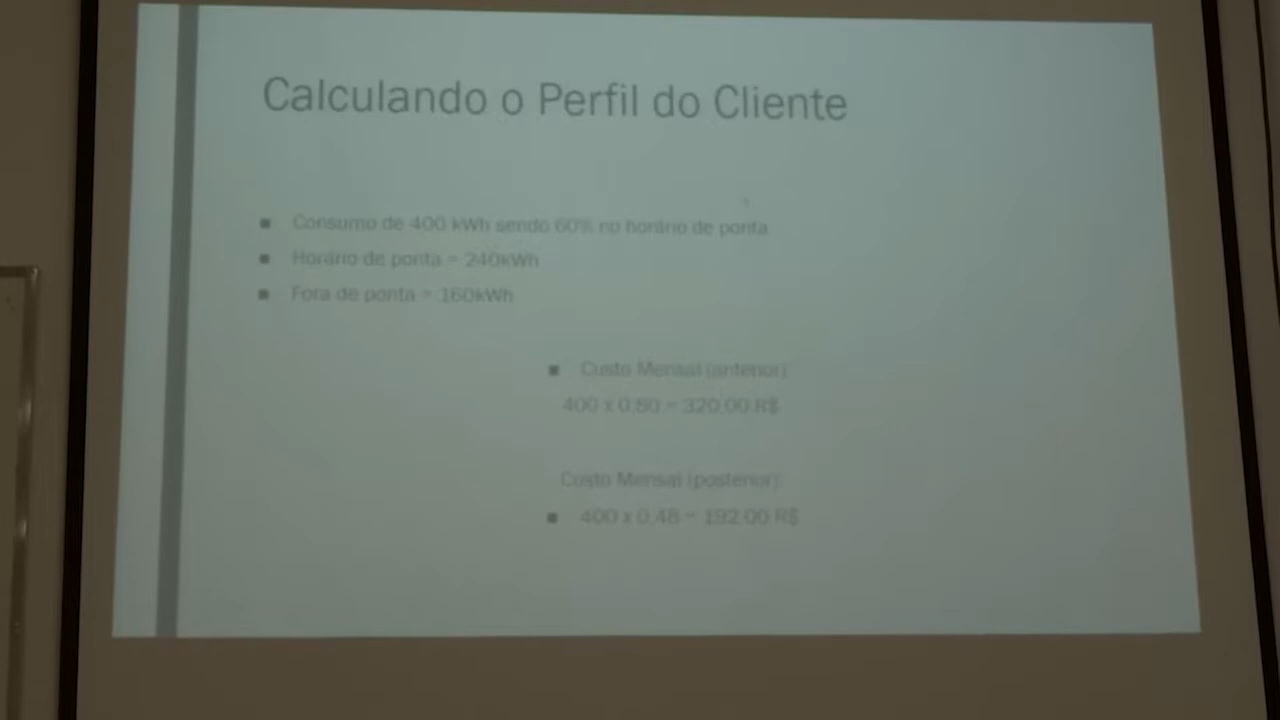 Calculando o Perfil do Cliente
Consumo de 400 kWh sendo 60% no horário de ponta
Horário de ponta = 240kWh
Fora de ponta = 160kWh
Custo Mensal (anterior)
400 x 0,80 = 320,00 R$
Custo Mensal (posterior)
400 x 0,48 = 192,00 R$